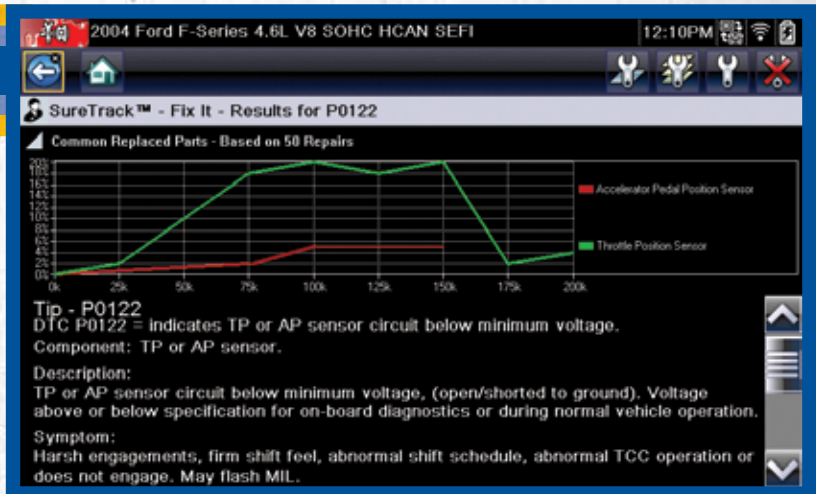 2004 Ford F-Series 4.6L V8 SOHC HCAN SEFI 12:10PM
SureTrack™ - Fix It - Results for P0122
Common Replaced Parts - Based on 50 Repairs
20%
18%
16%
14%
12%
10%
8%
6%
4%
2%
0%
0k 25k 50k 75k 100k 125k 150k 175k 200k
Accelerator Pedal Position Sensor
Throttle Position Sensor
Tip - P0122
DTC P0122 = indicates TP or AP sensor circuit below minimum voltage.
Component: TP or AP sensor.
Description:
TP or AP sensor circuit below minimum voltage, (open/shorted to ground). Voltage
above or below specification for on-board diagnostics or during normal vehicle operation.
Symptom:
Harsh engagements, firm shift feel, abnormal shift schedule, abnormal TCC operation or
does not engage. May flash MIL.